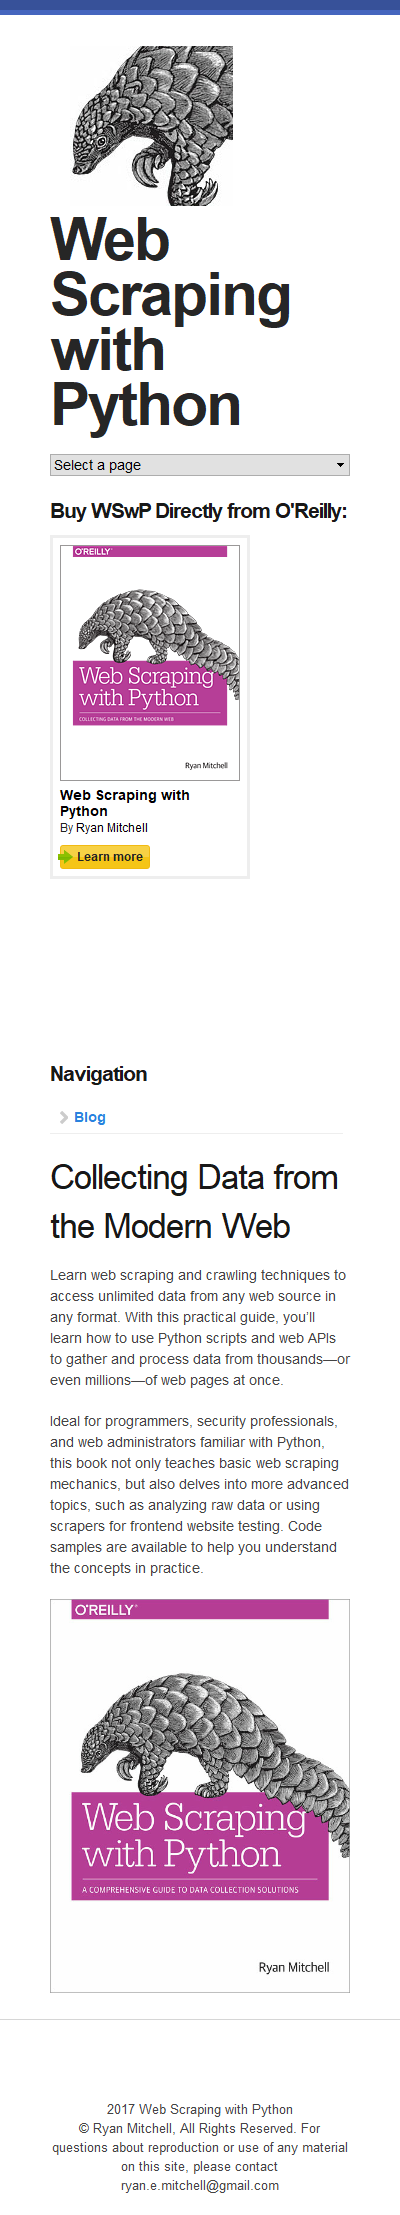 Web
Scraping
with
Python
Select a page
Buy WSwP Directly from O'Reilly:
O'REILLY®
Web Scraping
with Python
COLLECTING DATA FROM THE MODERN WEB
Ryan Mitchell
Web Scraping with
Python
By Ryan Mitchell
Learn more
Navigation
Blog
Collecting Data from
the Modern Web
Learn web scraping and crawling techniques to
access unlimited data from any web source in
any format. With this practical guide, you’ll
learn how to use Python scripts and web APIs
to gather and process data from thousands—or
even millions—of web pages at once.
Ideal for programmers, security professionals,
and web administrators familiar with Python,
this book not only teaches basic web scraping
mechanics, but also delves into more advanced
topics, such as analyzing raw data or using
scrapers for frontend website testing. Code
samples are available to help you understand
the concepts in practice.
O'REILLY®
Web Scraping
with Python
A COMPREHENSIVE GUIDE TO DATA COLLECTION SOLUTIONS
Ryan Mitchell
2017 Web Scraping with Python
© Ryan Mitchell, All Rights Reserved. For
questions about reproduction or use of any material
on this site, please contact
ryan.e.mitchell@gmail.com